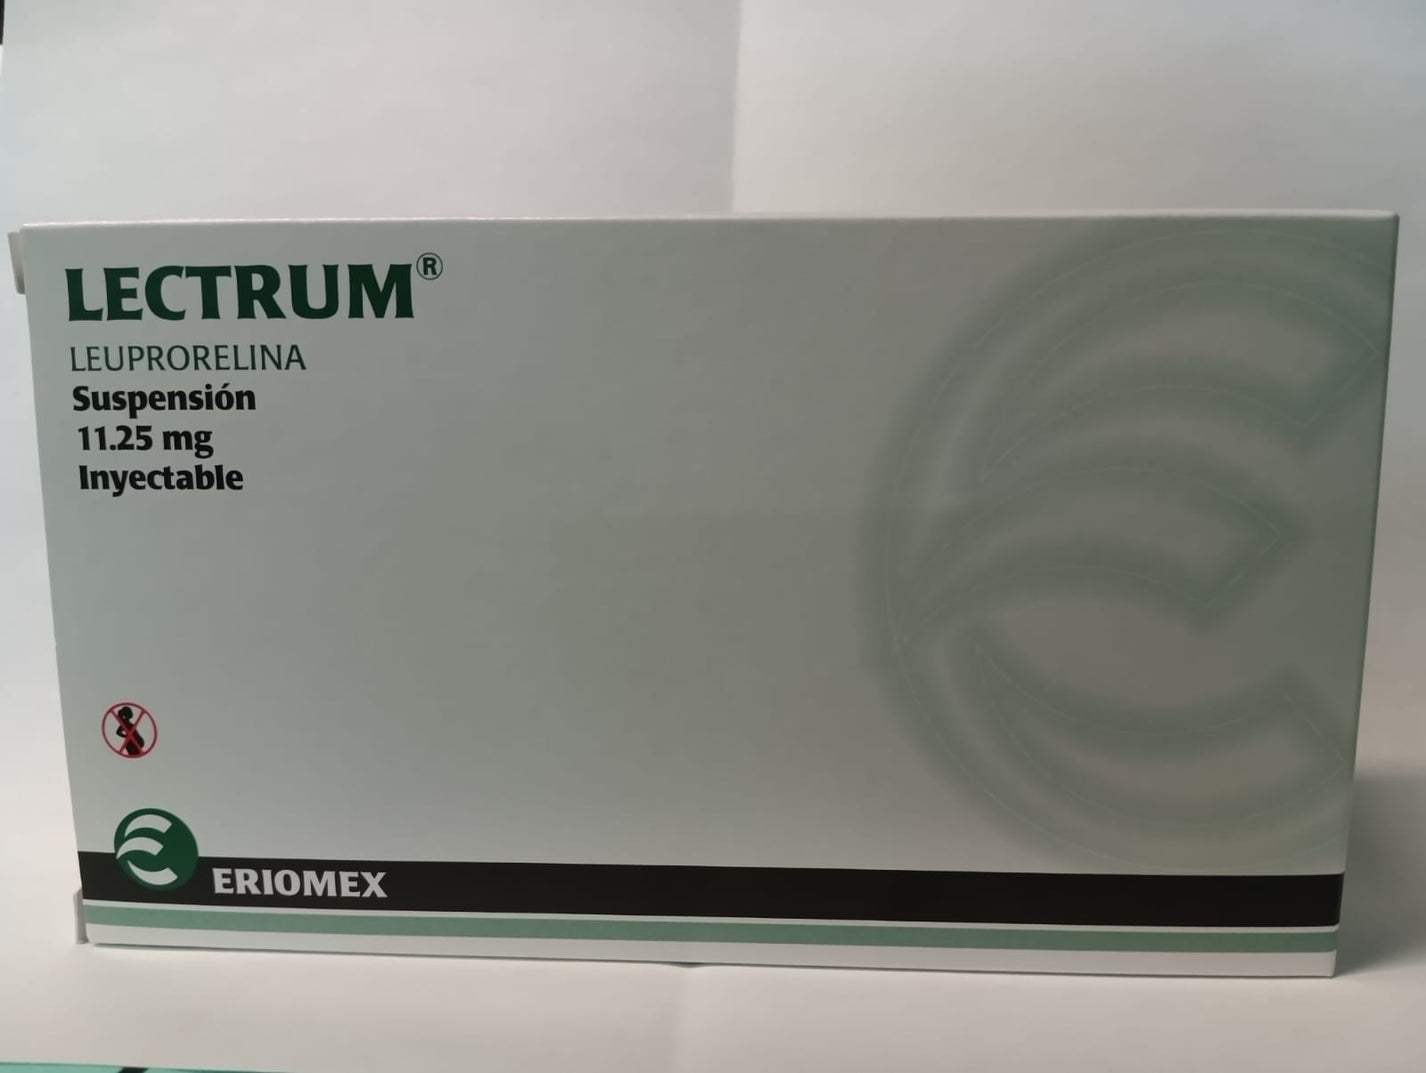 LECTRUM®
LEUPRORELINA
Suspensión
11.25 mg
Inyectable
ERIOMEX